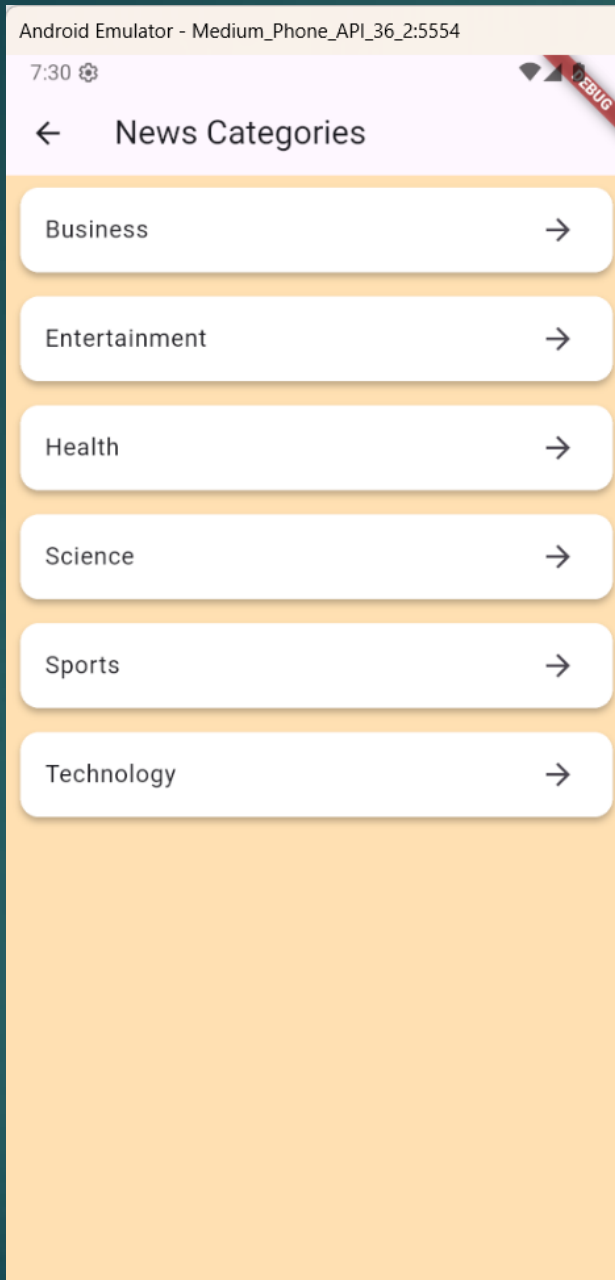 Android Emulator - Medium_Phone_API_36_2:5554
7:30
DEBUG
News Categories
Business
Entertainment
Health
Science
Sports
Technology